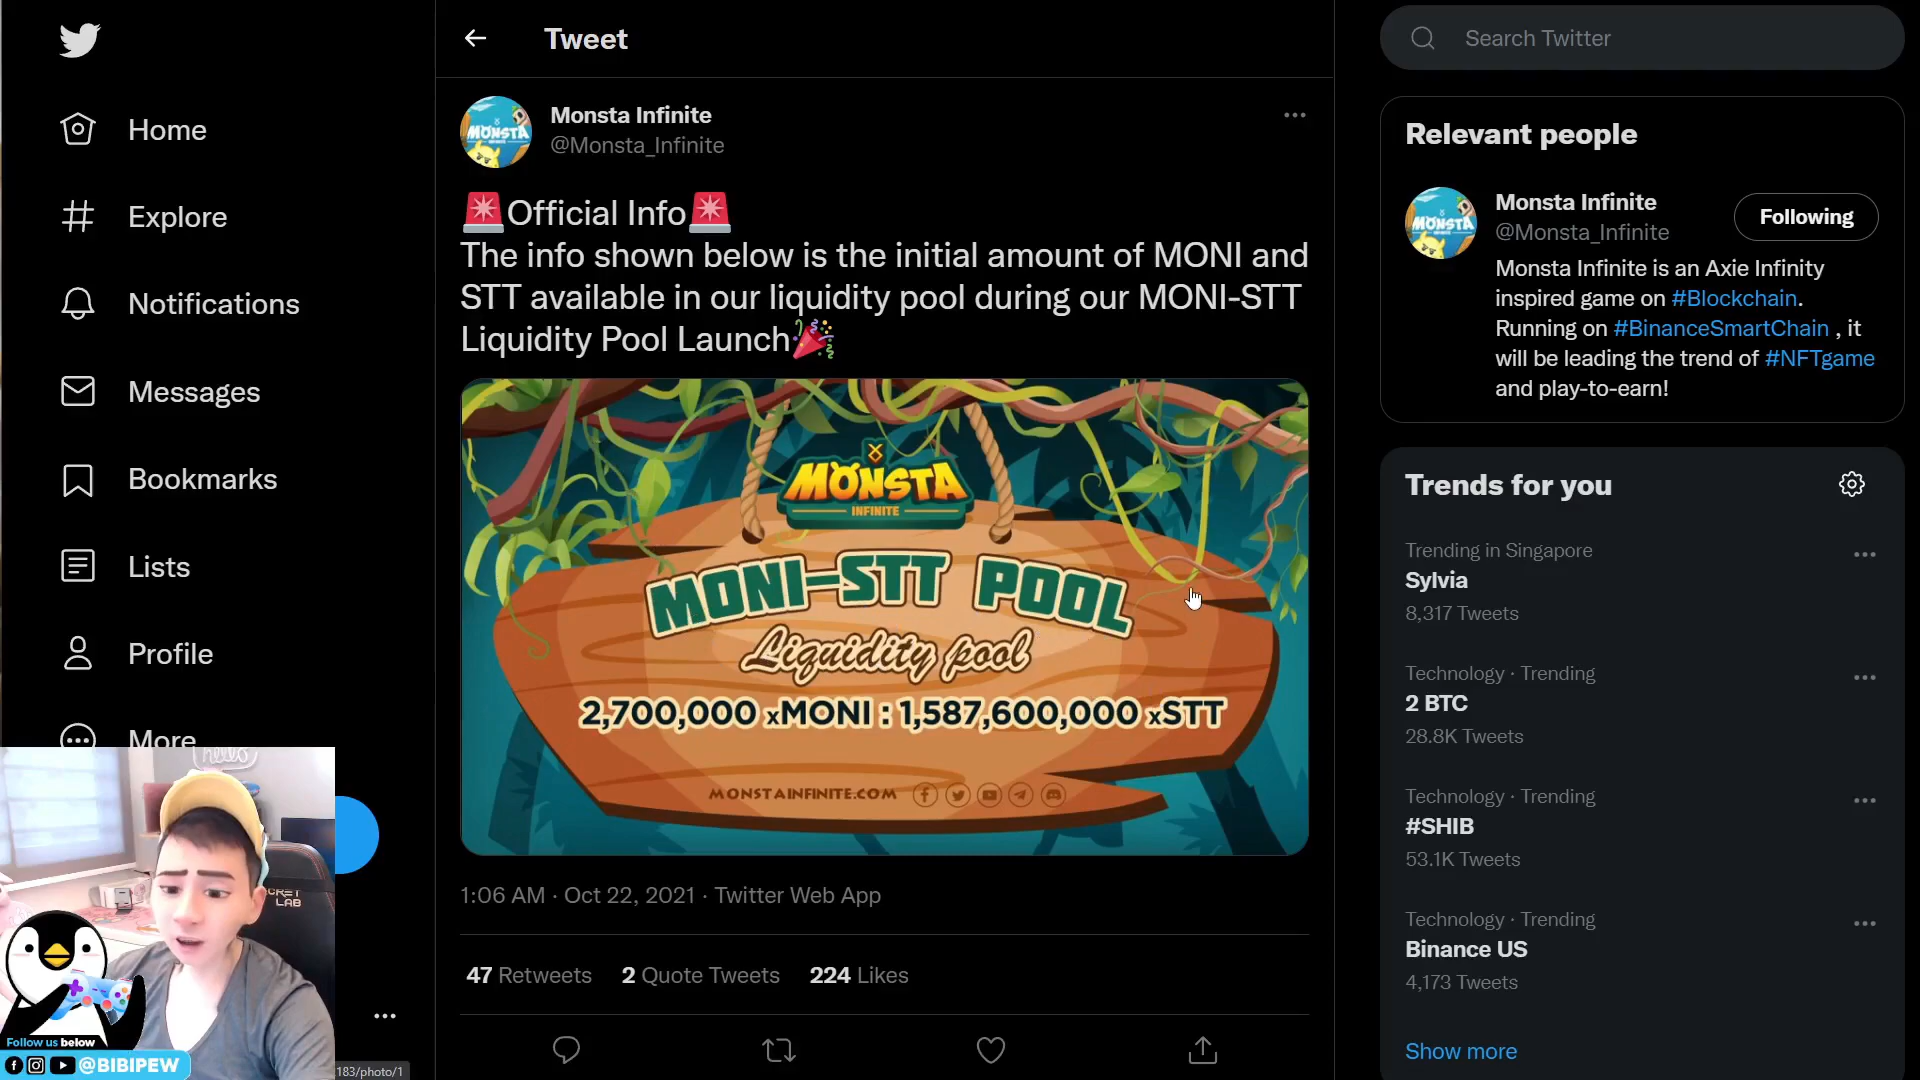 Home
Explore
Notifications
Messages
Bookmarks
Lists
Profile
More
hello
CRET
LAB
Follow us below
@BIBIPEW
183/photo/1
Tweet
Monsta Infinite
@Monsta_Infinite
🚨Official Info🚨
The info shown below is the initial amount of MONI and
STT available in our liquidity pool during our MONI-STT
Liquidity Pool Launch🎉
MONSTA
INFINITE
MONI-STT POOL
Liquidity pool
2,700,000 xMONI : 1,587,600,000 xSTT
MONSTAINFINITE.COM
1:06 AM · Oct 22, 2021 · Twitter Web App
47 Retweets 2 Quote Tweets 224 Likes
Search Twitter
Relevant people
Monsta Infinite
@Monsta_Infinite
Following
Monsta Infinite is an Axie Infinity
inspired game on #Blockchain.
Running on #BinanceSmartChain , it
will be leading the trend of #NFTgame
and play-to-earn!
Trends for you
Trending in Singapore
Sylvia
8,317 Tweets
Technology · Trending
2 BTC
28.8K Tweets
Technology · Trending
#SHIB
53.1K Tweets
Technology · Trending
Binance US
4,173 Tweets
Show more